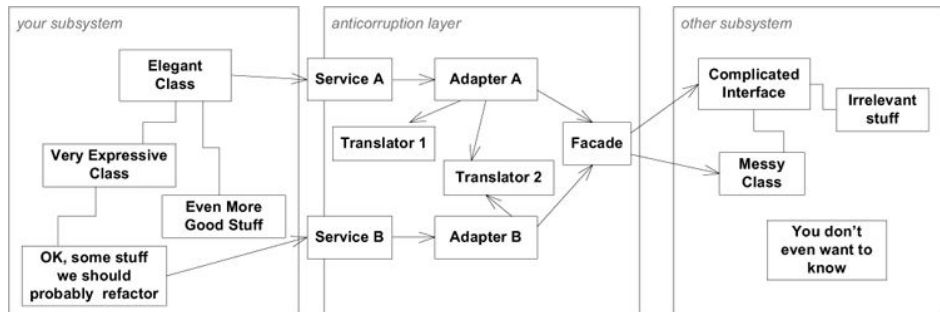 your subsystem
anticorruption layer
other subsystem
Elegant
Class
Service A
Adapter A
Complicated
Interface
Irrelevant
stuff
Translator 1
Facade
Very Expressive
Class
Translator 2
Messy
Class
Even More
Good Stuff
Service B
Adapter B
OK, some stuff
we should
probably refactor
You don't
even want to
know